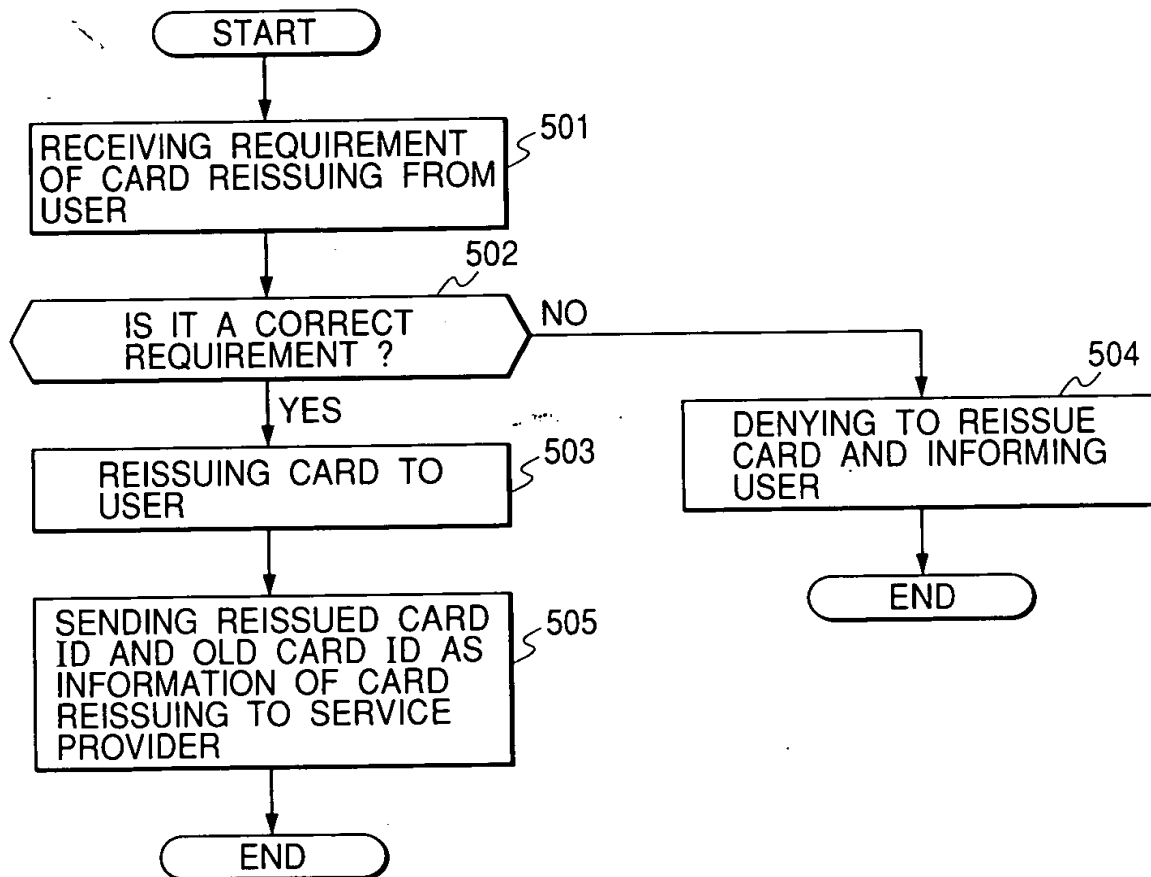 START
RECEIVING REQUIREMENT
OF CARD REISSUING FROM
USER
501
502
IS IT A CORRECT
REQUIREMENT ?
NO
YES
504
DENYING TO REISSUE
CARD AND INFORMING
USER
END
REISSUING CARD TO
USER
503
SENDING REISSUED CARD
ID AND OLD CARD ID AS
INFORMATION OF CARD
REISSUING TO SERVICE
PROVIDER
505
END